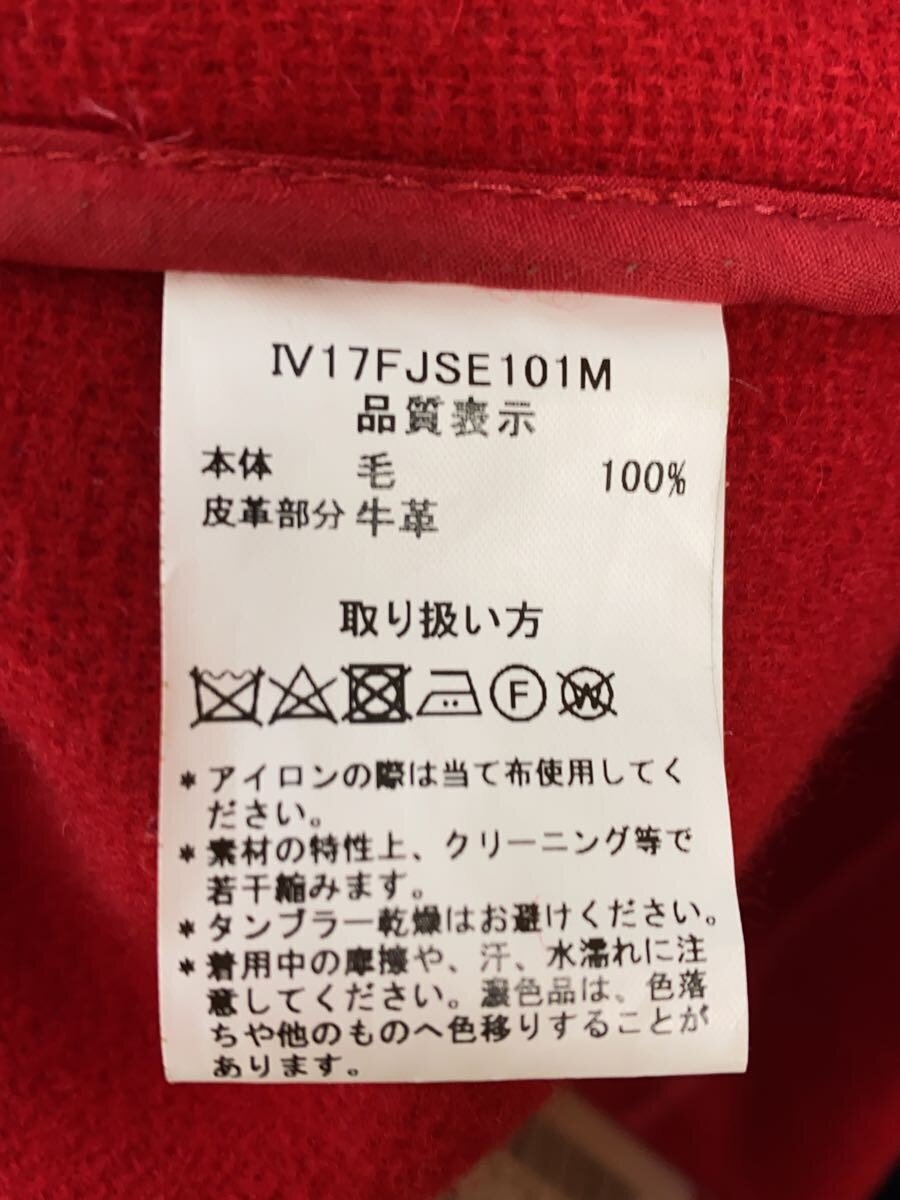 IV17FJSE101M
品質表示
本体 毛 100%
皮革部分 牛革
取り扱い方
F W
*アイロンの際は当て布使用してく
ださい。
*素材の特性上、クリーニング等で
若干縮みます。
*タンブラー乾燥はお避けください。
*着用中の摩擦や、汗、水濡れに注
意してください。濃色品は、色落
ちや他のものへ色移りすることが
あります。